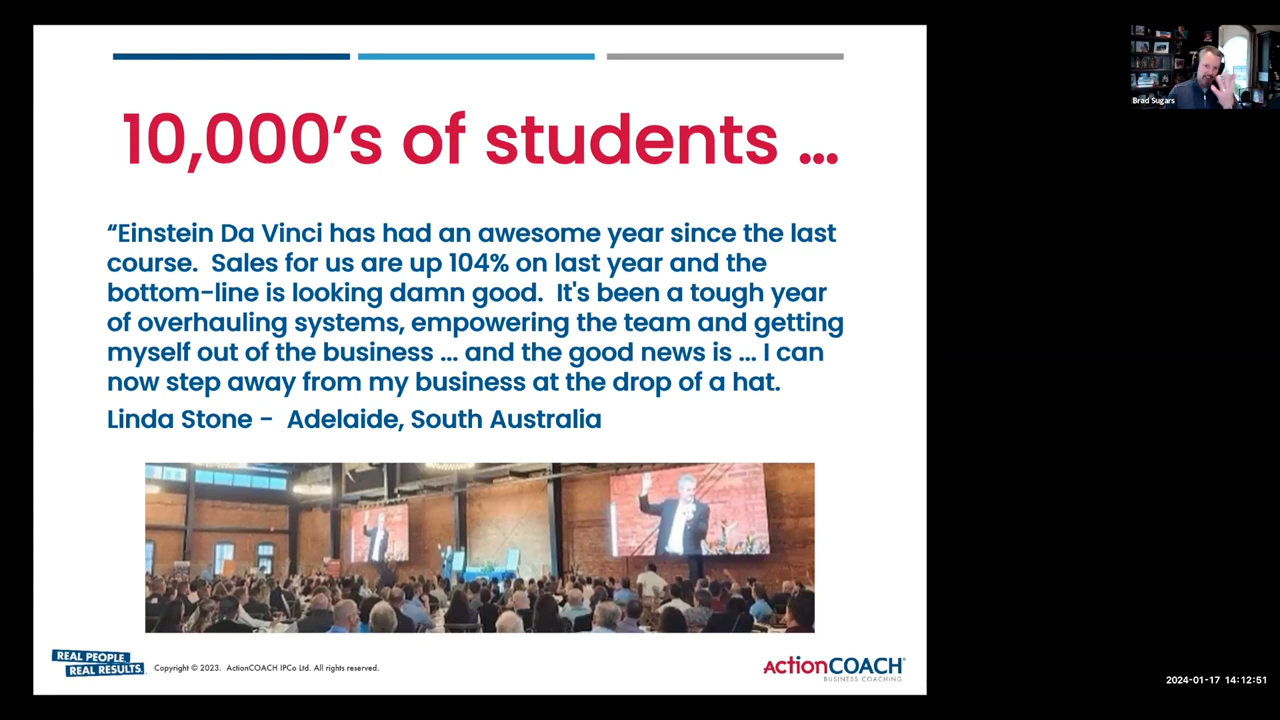 10,000’s of students ...
“Einstein Da Vinci has had an awesome year since the last
course.  Sales for us are up 104% on last year and the
bottom-line is looking damn good.  It's been a tough year
of overhauling systems, empowering the team and getting
myself out of the business ... and the good news is ... I can
now step away from my business at the drop of a hat.
Linda Stone -  Adelaide, South Australia
REAL PEOPLE.
REAL RESULTS.
Copyright © 2023.  ActionCOACH IPCo Ltd. All rights reserved.
actionCOACH®
BUSINESS COACHING
Brad Sugars
2024-01-17  14:12:51